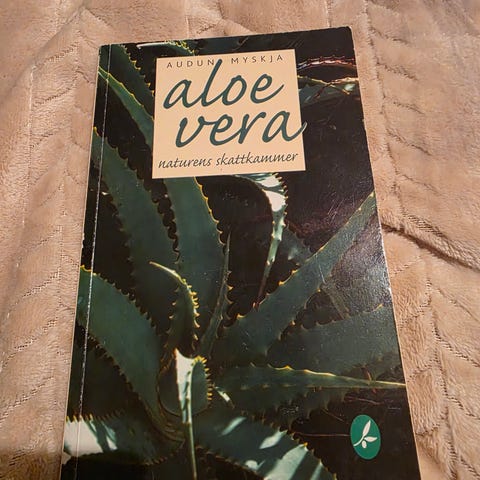 AUDUN MYSKJA
aloe
vera
naturens skattkammer